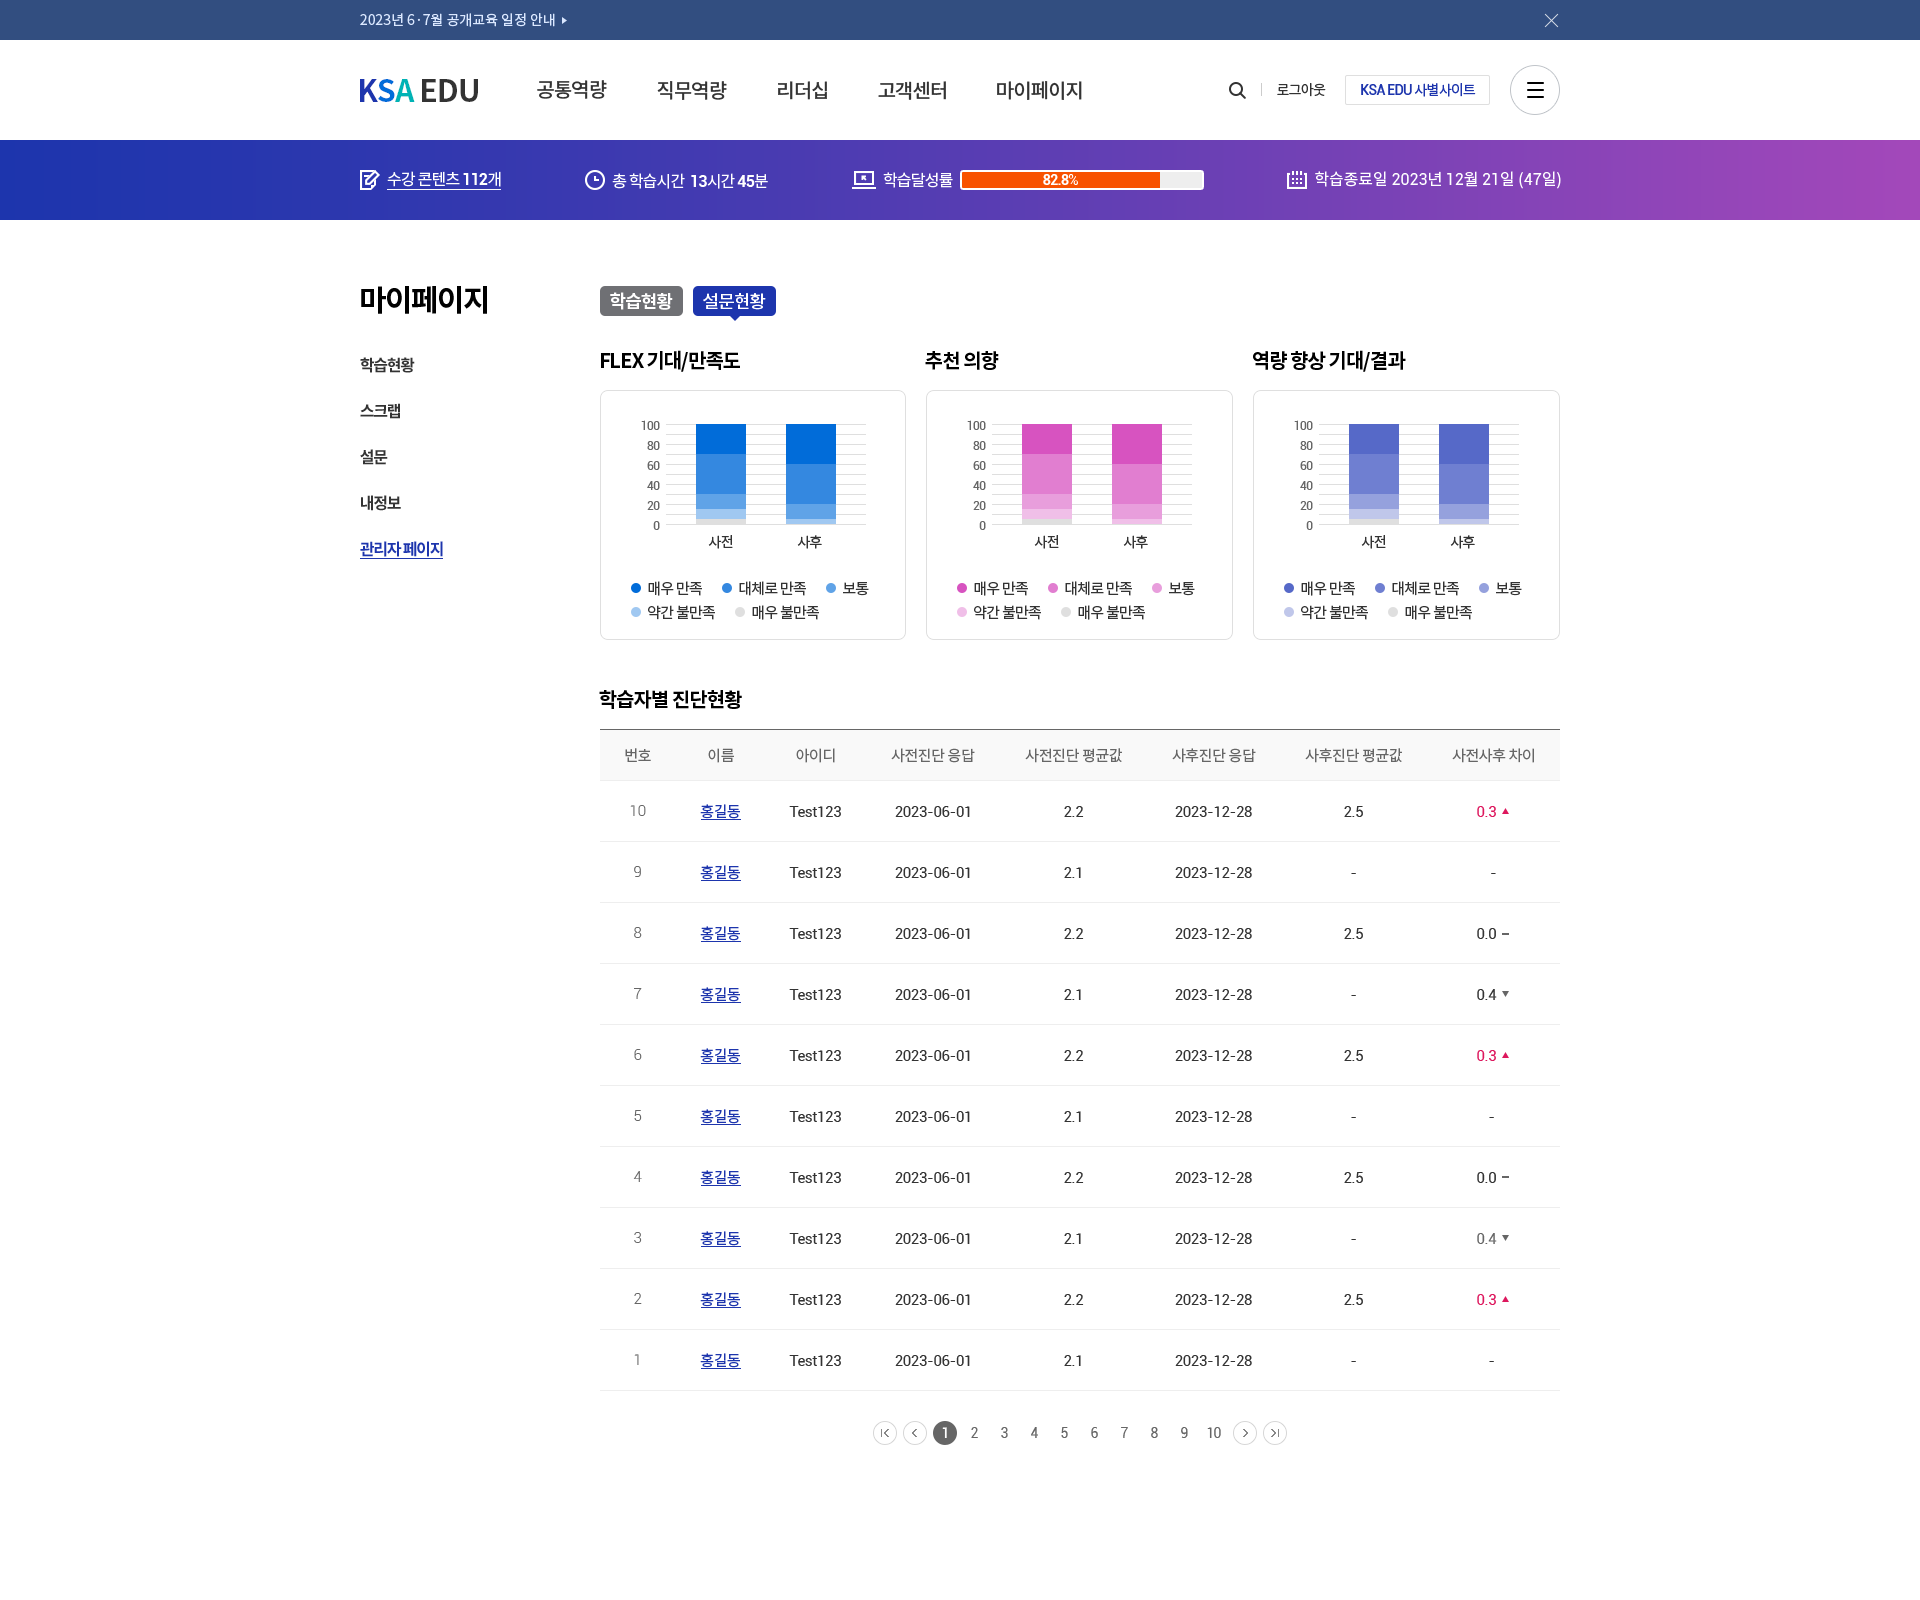 2023년 6·7월 공개교육 일정 안내
KSA EDU 공통역량 직무역량 리더십 고객센터 마이페이지 로그아웃 KSA EDU 사별사이트
수강 콘텐츠 112개 총 학습시간 13시간 45분 학습달성률 82.8% 학습종료일 2023년 12월 21일 (47일)
마이페이지
학습현황
스크랩
설문
내정보
관리자 페이지
학습현황 설문현황
FLEX 기대/만족도
100
80
60
40
20
0
사전 사후
매우 만족 대체로 만족 보통
약간 불만족 매우 불만족
추천 의향
100
80
60
40
20
0
사전 사후
매우 만족 대체로 만족 보통
약간 불만족 매우 불만족
역량 향상 기대/결과
100
80
60
40
20
0
사전 사후
매우 만족 대체로 만족 보통
약간 불만족 매우 불만족
학습자별 진단현황
번호 이름 아이디 사전진단 응답 사전진단 평균값 사후진단 응답 사후진단 평균값 사전사후 차이
10 홍길동 Test123 2023-06-01 2.2 2023-12-28 2.5 0.3 ▲
9 홍길동 Test123 2023-06-01 2.1 2023-12-28 - -
8 홍길동 Test123 2023-06-01 2.2 2023-12-28 2.5 0.0 –
7 홍길동 Test123 2023-06-01 2.1 2023-12-28 - 0.4 ▼
6 홍길동 Test123 2023-06-01 2.2 2023-12-28 2.5 0.3 ▲
5 홍길동 Test123 2023-06-01 2.1 2023-12-28 - -
4 홍길동 Test123 2023-06-01 2.2 2023-12-28 2.5 0.0 –
3 홍길동 Test123 2023-06-01 2.1 2023-12-28 - 0.4 ▼
2 홍길동 Test123 2023-06-01 2.2 2023-12-28 2.5 0.3 ▲
1 홍길동 Test123 2023-06-01 2.1 2023-12-28 - -
1 2 3 4 5 6 7 8 9 10